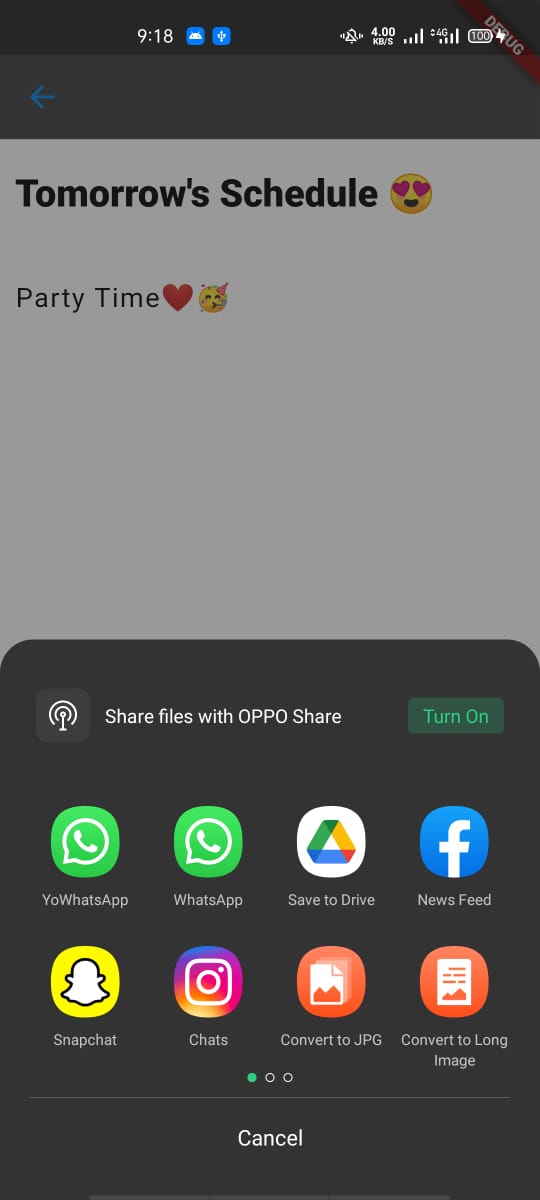 9:18
4.00
KB/S
4G
100
DEBUG
Tomorrow's Schedule 😍
Party Time❤️🥳
Share files with OPPO Share
Turn On
YoWhatsApp
WhatsApp
Save to Drive
News Feed
Snapchat
Chats
Convert to JPG
Convert to Long
Image
Cancel